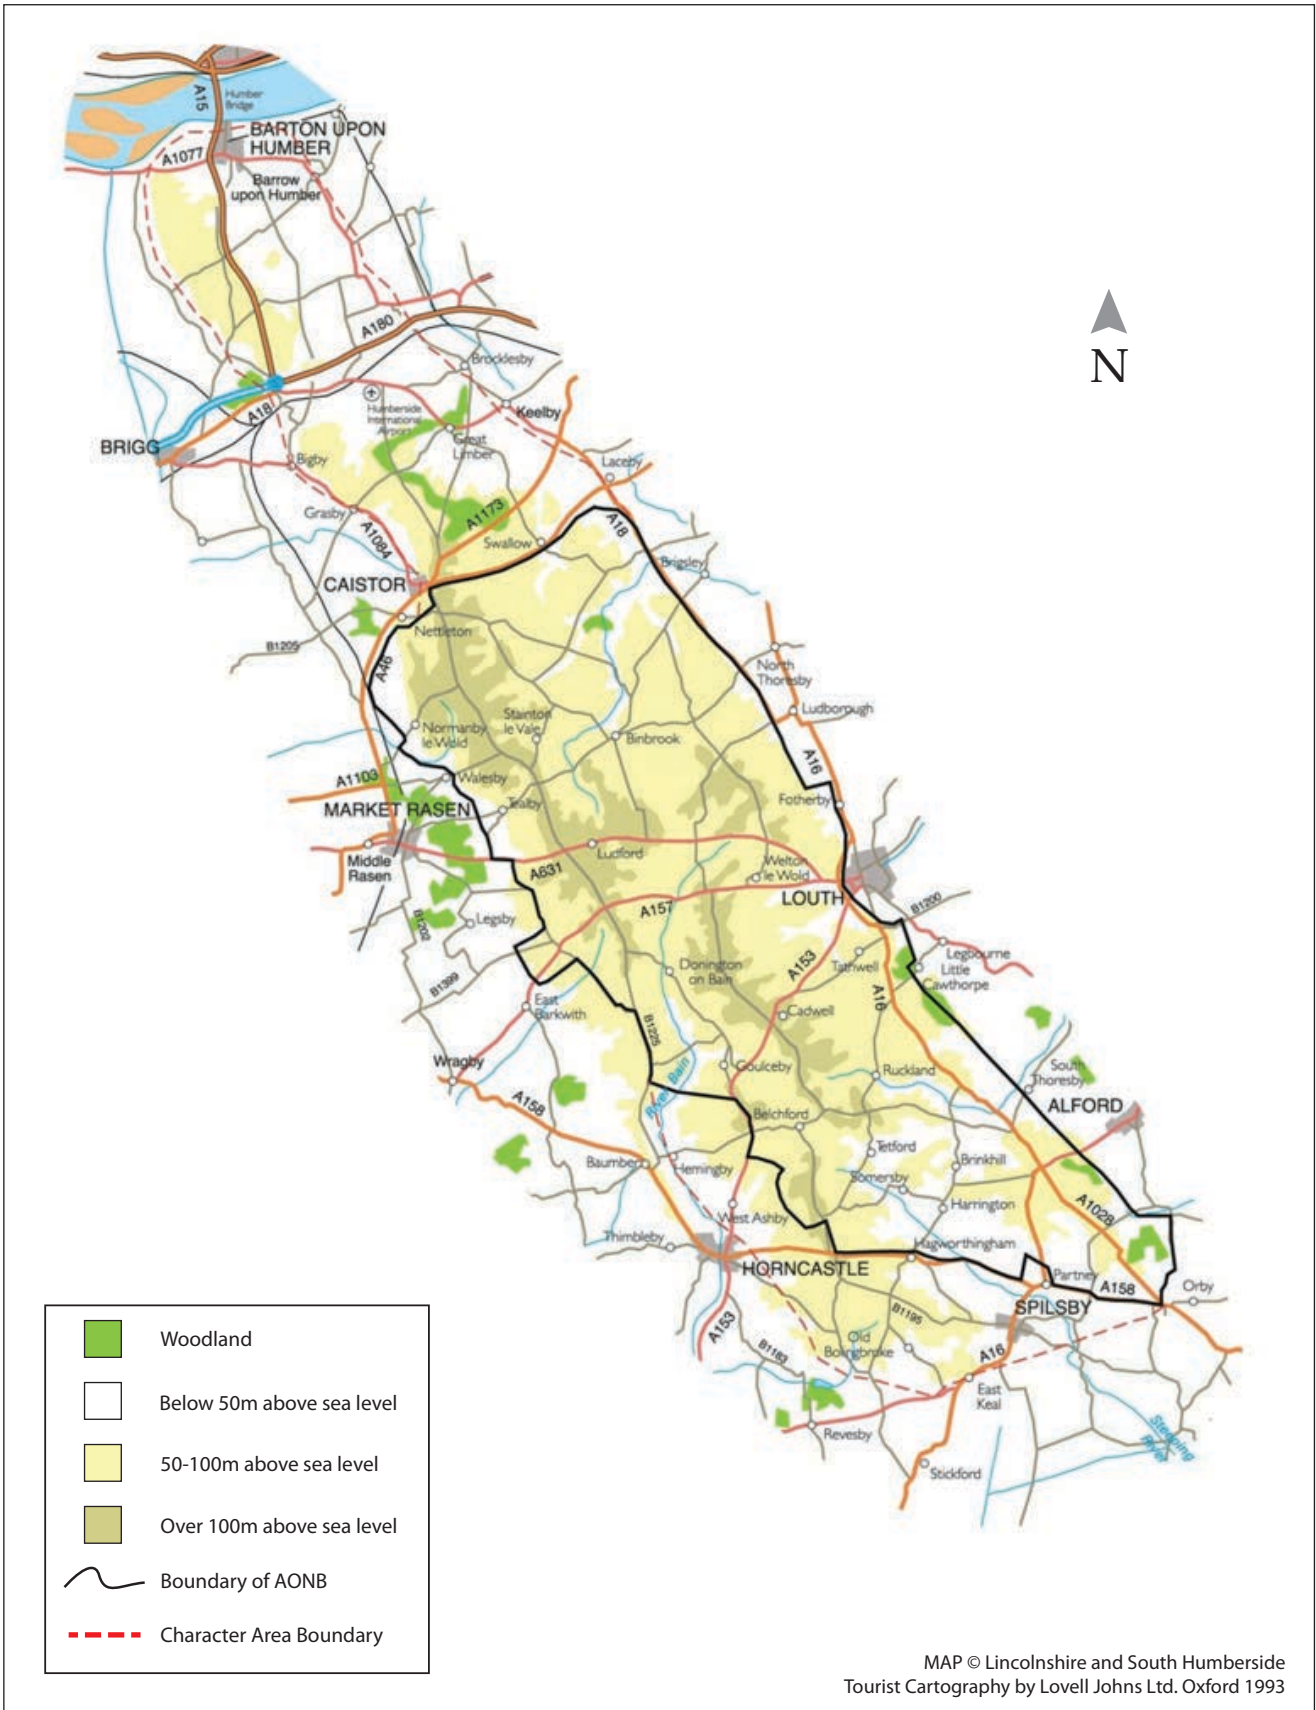 A15
Humber
Bridge
BARTON UPON
HUMBER
A1077
Barrow
upon Humber
A180
Brocklesby
Humberside
International
Airport
Keelby
A18
Great
Limber
BRIGG
Bigby
Laceby
Grasby
A1173
A1084
A18
Swallow
Brigsley
CAISTOR
Nettleton
B1205
A46
North
Thoresby
Ludborough
Normanby
le Wold
Stainton
le Vale
Binbrook
A16
A1103
Walesby
MARKET RASEN
Tealby
Fotherby
Middle
Rasen
Ludford
A631
Welton
le Wold
LOUTH
A157
B1200
B1202
Legsby
Legbourne
Little
Cawthorpe
Tathwell
A153
Donington
on Bain
B1399
A16
East
Barkwith
Cadwell
B1225
Wragby
Goulceby
Ruckland
South
Thoresby
River Bain
A158
Belchford
ALFORD
Tetford
Baumber
Hemingby
Brinkhill
Somersby
Harrington
A1028
West Ashby
Thimbleby
Hagworthingham
HORNCASTLE
Partney
A158
Orby
SPILSBY
B1195
A153
Old
Bolingbroke
B1183
A16
East
Keal
Revesby
Steeping
River
Stickford
N
Woodland
Below 50m above sea level
50-100m above sea level
Over 100m above sea level
Boundary of AONB
Character Area Boundary
MAP © Lincolnshire and South Humberside
Tourist Cartography by Lovell Johns Ltd. Oxford 1993